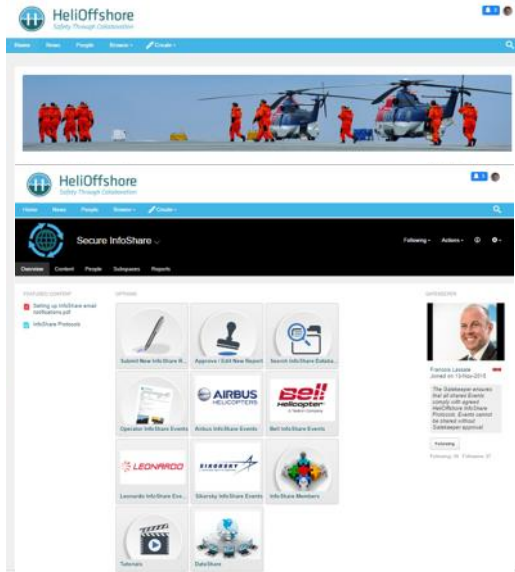 HeliOffshore
Safety Through Collaboration
3
Home News People Browse Create
HeliOffshore
Safety Through Collaboration
3
Home News People Browse Create
Secure InfoShare
Following Actions
Overview Content People Subspaces Reports
FEATURED CONTENT
OPTIONS
GATEKEEPER
Setting up InfoShare email
notifications.pdf
InfoShare Protocols
Submit New InfoShare R...
Approve / Edit New Report
Search InfoShare Databa...
AIRBUS
HELICOPTERS
Bell
Helicopter
A Textron Company
Operator InfoShare Events
Airbus InfoShare Events
Bell InfoShare Events
LEONARDO
SIKORSKY
Leonardo InfoShare Eve...
Sikorsky InfoShare Events
InfoShare Members
Tutorials
DataShare
Joined on 13-Nov-2015
The Gatekeeper ensures
that all shared Events
comply with agreed
HeliOffshore InfoShare
Protocols. Events cannot
be shared without
Gatekeeper approval.
Following